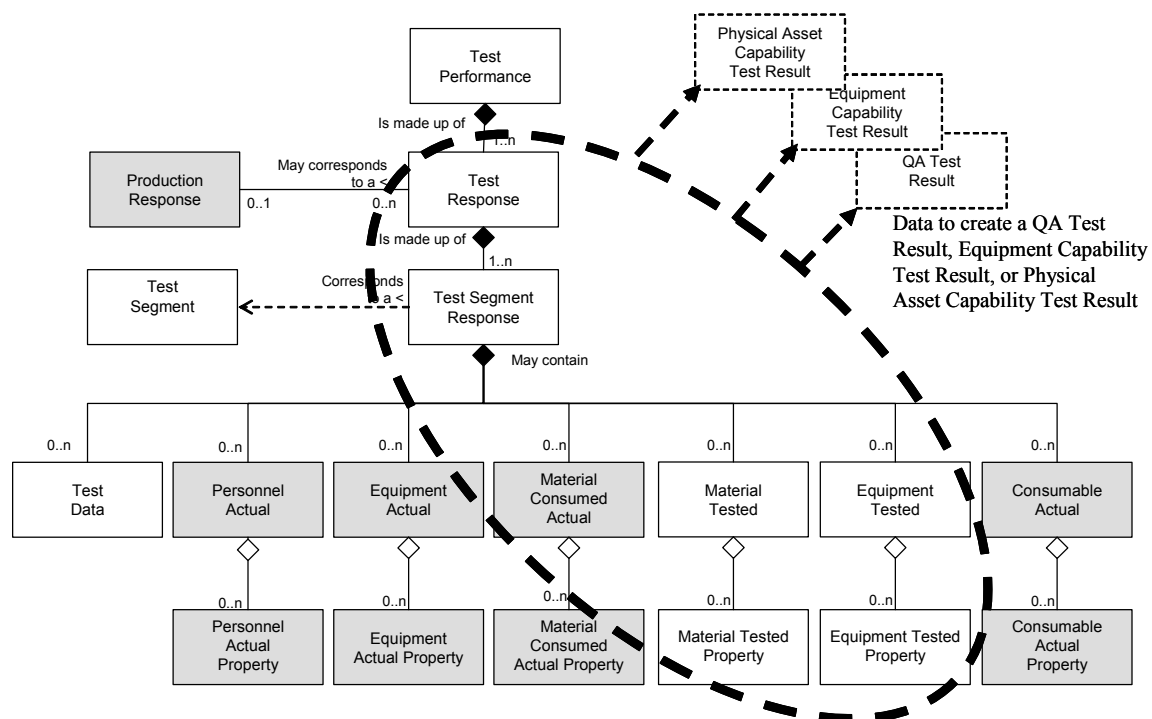 Physical Asset
Capability
Test Result
Test
Performance
Equipment
Capability
Test Result
Is made up of
1..n
QA Test
Result
Production
Response
May corresponds
to a <
0..1
0..n
Test
Response
Data to create a QA Test
Result, Equipment Capability
Test Result, or Physical
Asset Capability Test Result
Is made up of
1..n
Test
Segment
Corresponds
to a <
Test Segment
Response
May contain
0..n
0..n
0..n
0..n
0..n
0..n
0..n
Test
Data
Personnel
Actual
Equipment
Actual
Material
Consumed
Actual
Material
Tested
Equipment
Tested
Consumable
Actual
0..n
0..n
0..n
0..n
0..n
0..n
Personnel
Actual
Property
Equipment
Actual Property
Material
Consumed
Actual Property
Material Tested
Property
Equipment Tested
Property
Consumable
Actual
Property